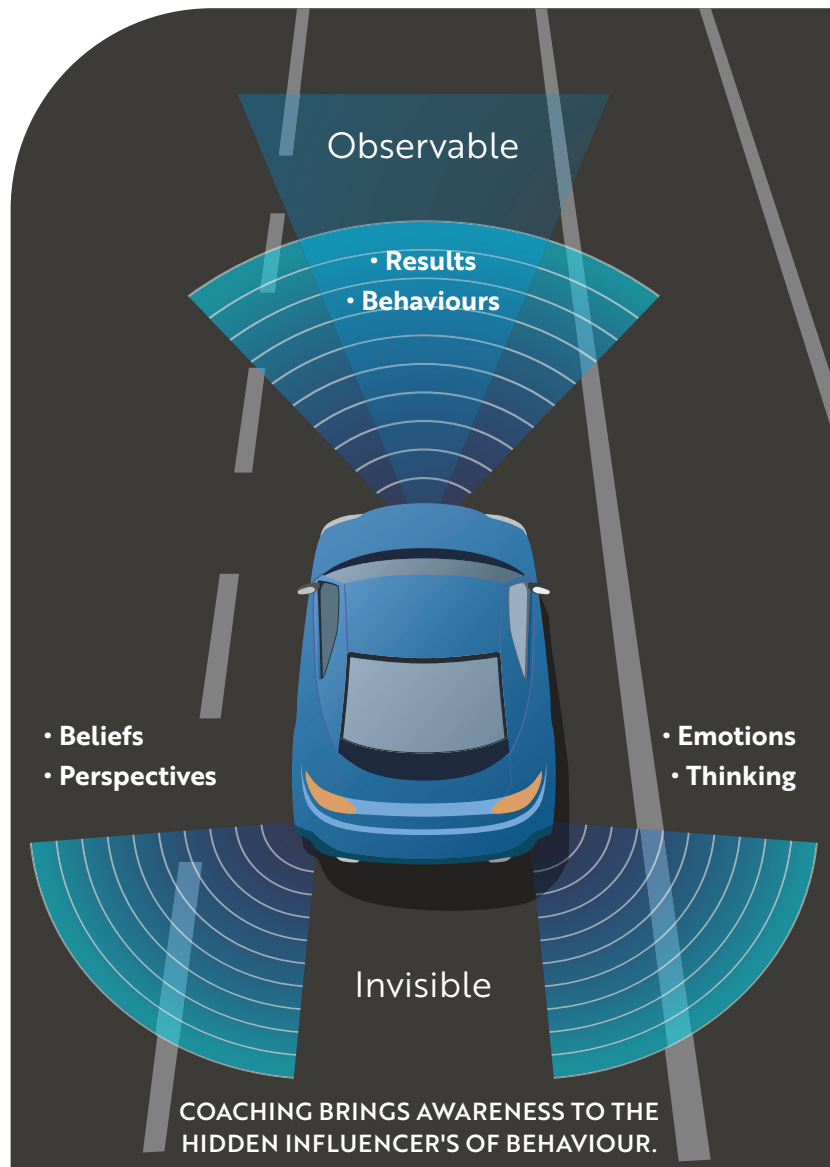 Observable
• Results
• Behaviours
• Beliefs
• Perspectives
• Emotions
• Thinking
Invisible
COACHING BRINGS AWARENESS TO THE
HIDDEN INFLUENCER'S OF BEHAVIOUR.